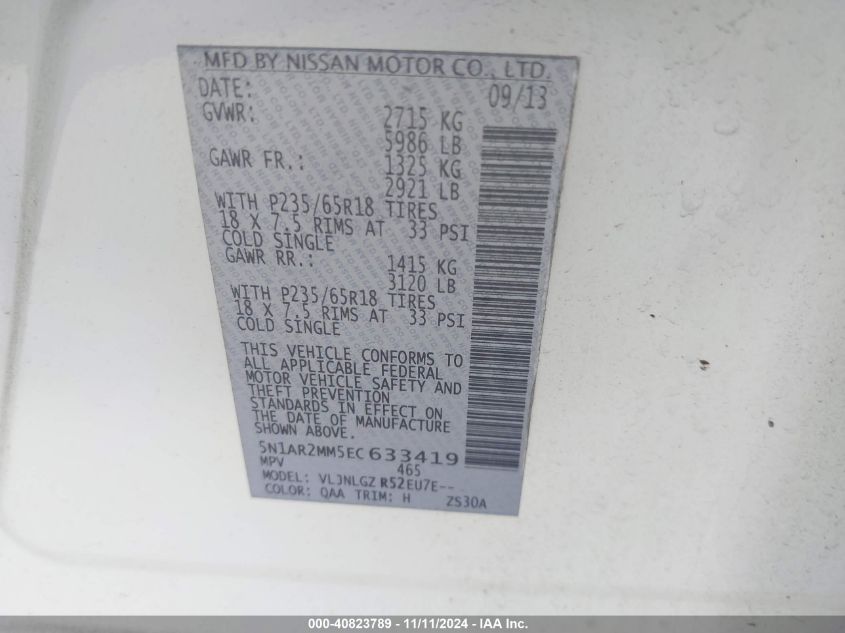 MFD BY NISSAN MOTOR CO., LTD.
DATE: 09/13
GVWR: 2715 KG
5986 LB
GAWR FR.: 1325 KG
2921 LB
WITH P235/65R18 TIRES
18 X 7.5 RIMS AT 33 PSI
COLD SINGLE
GAWR RR.: 1415 KG
3120 LB
WITH P235/65R18 TIRES
18 X 7.5 RIMS AT 33 PSI
COLD SINGLE
THIS VEHICLE CONFORMS TO
ALL APPLICABLE FEDERAL
MOTOR VEHICLE SAFETY AND
THEFT PREVENTION
STANDARDS IN EFFECT ON
THE DATE OF MANUFACTURE
SHOWN ABOVE.
5N1AR2MM5EC633419
MPV 465
MODEL: VLJNLGZ R52EU7E--
COLOR: QAA TRIM: H ZS30A
000-40823789 - 11/11/2024 - IAA Inc.